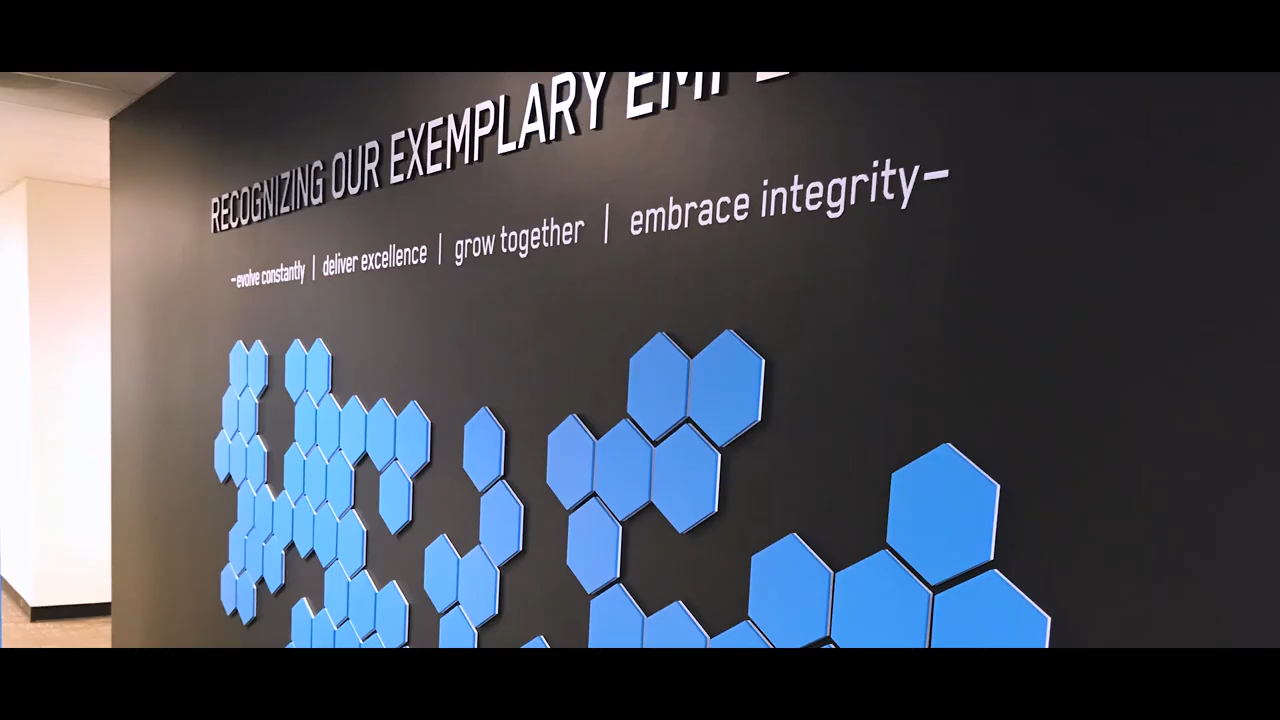 RECOGNIZING OUR EXEMPLARY
–evolve constantly | deliver excellence | grow together | embrace integrity–